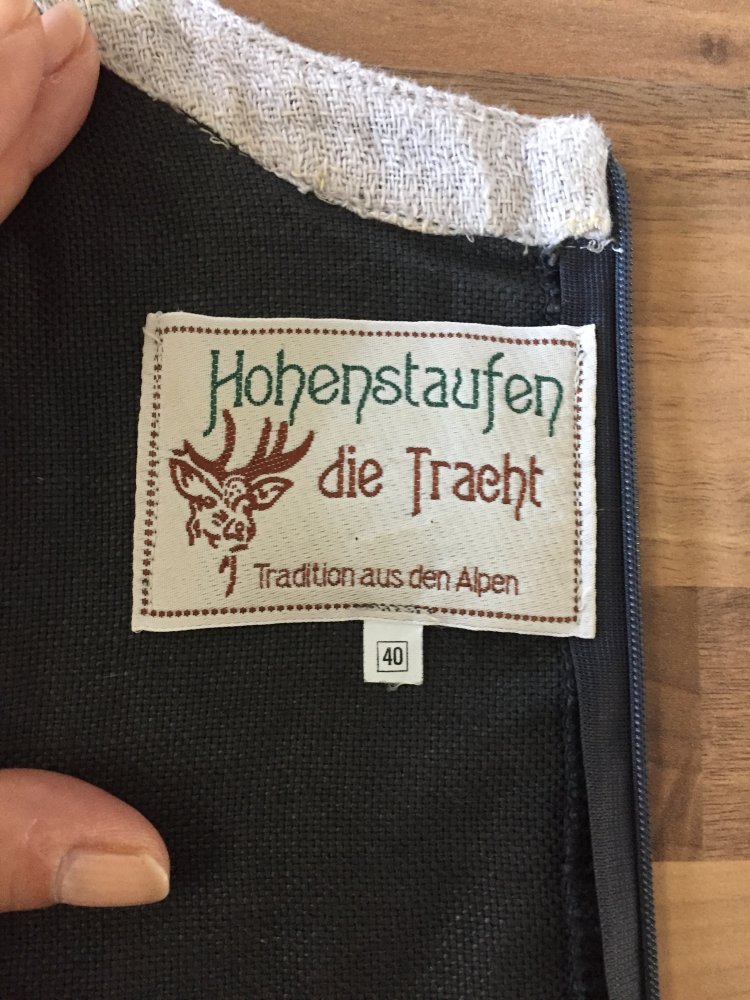 Hohenstaufen
die Tracht
Tradition aus den Alpen
40